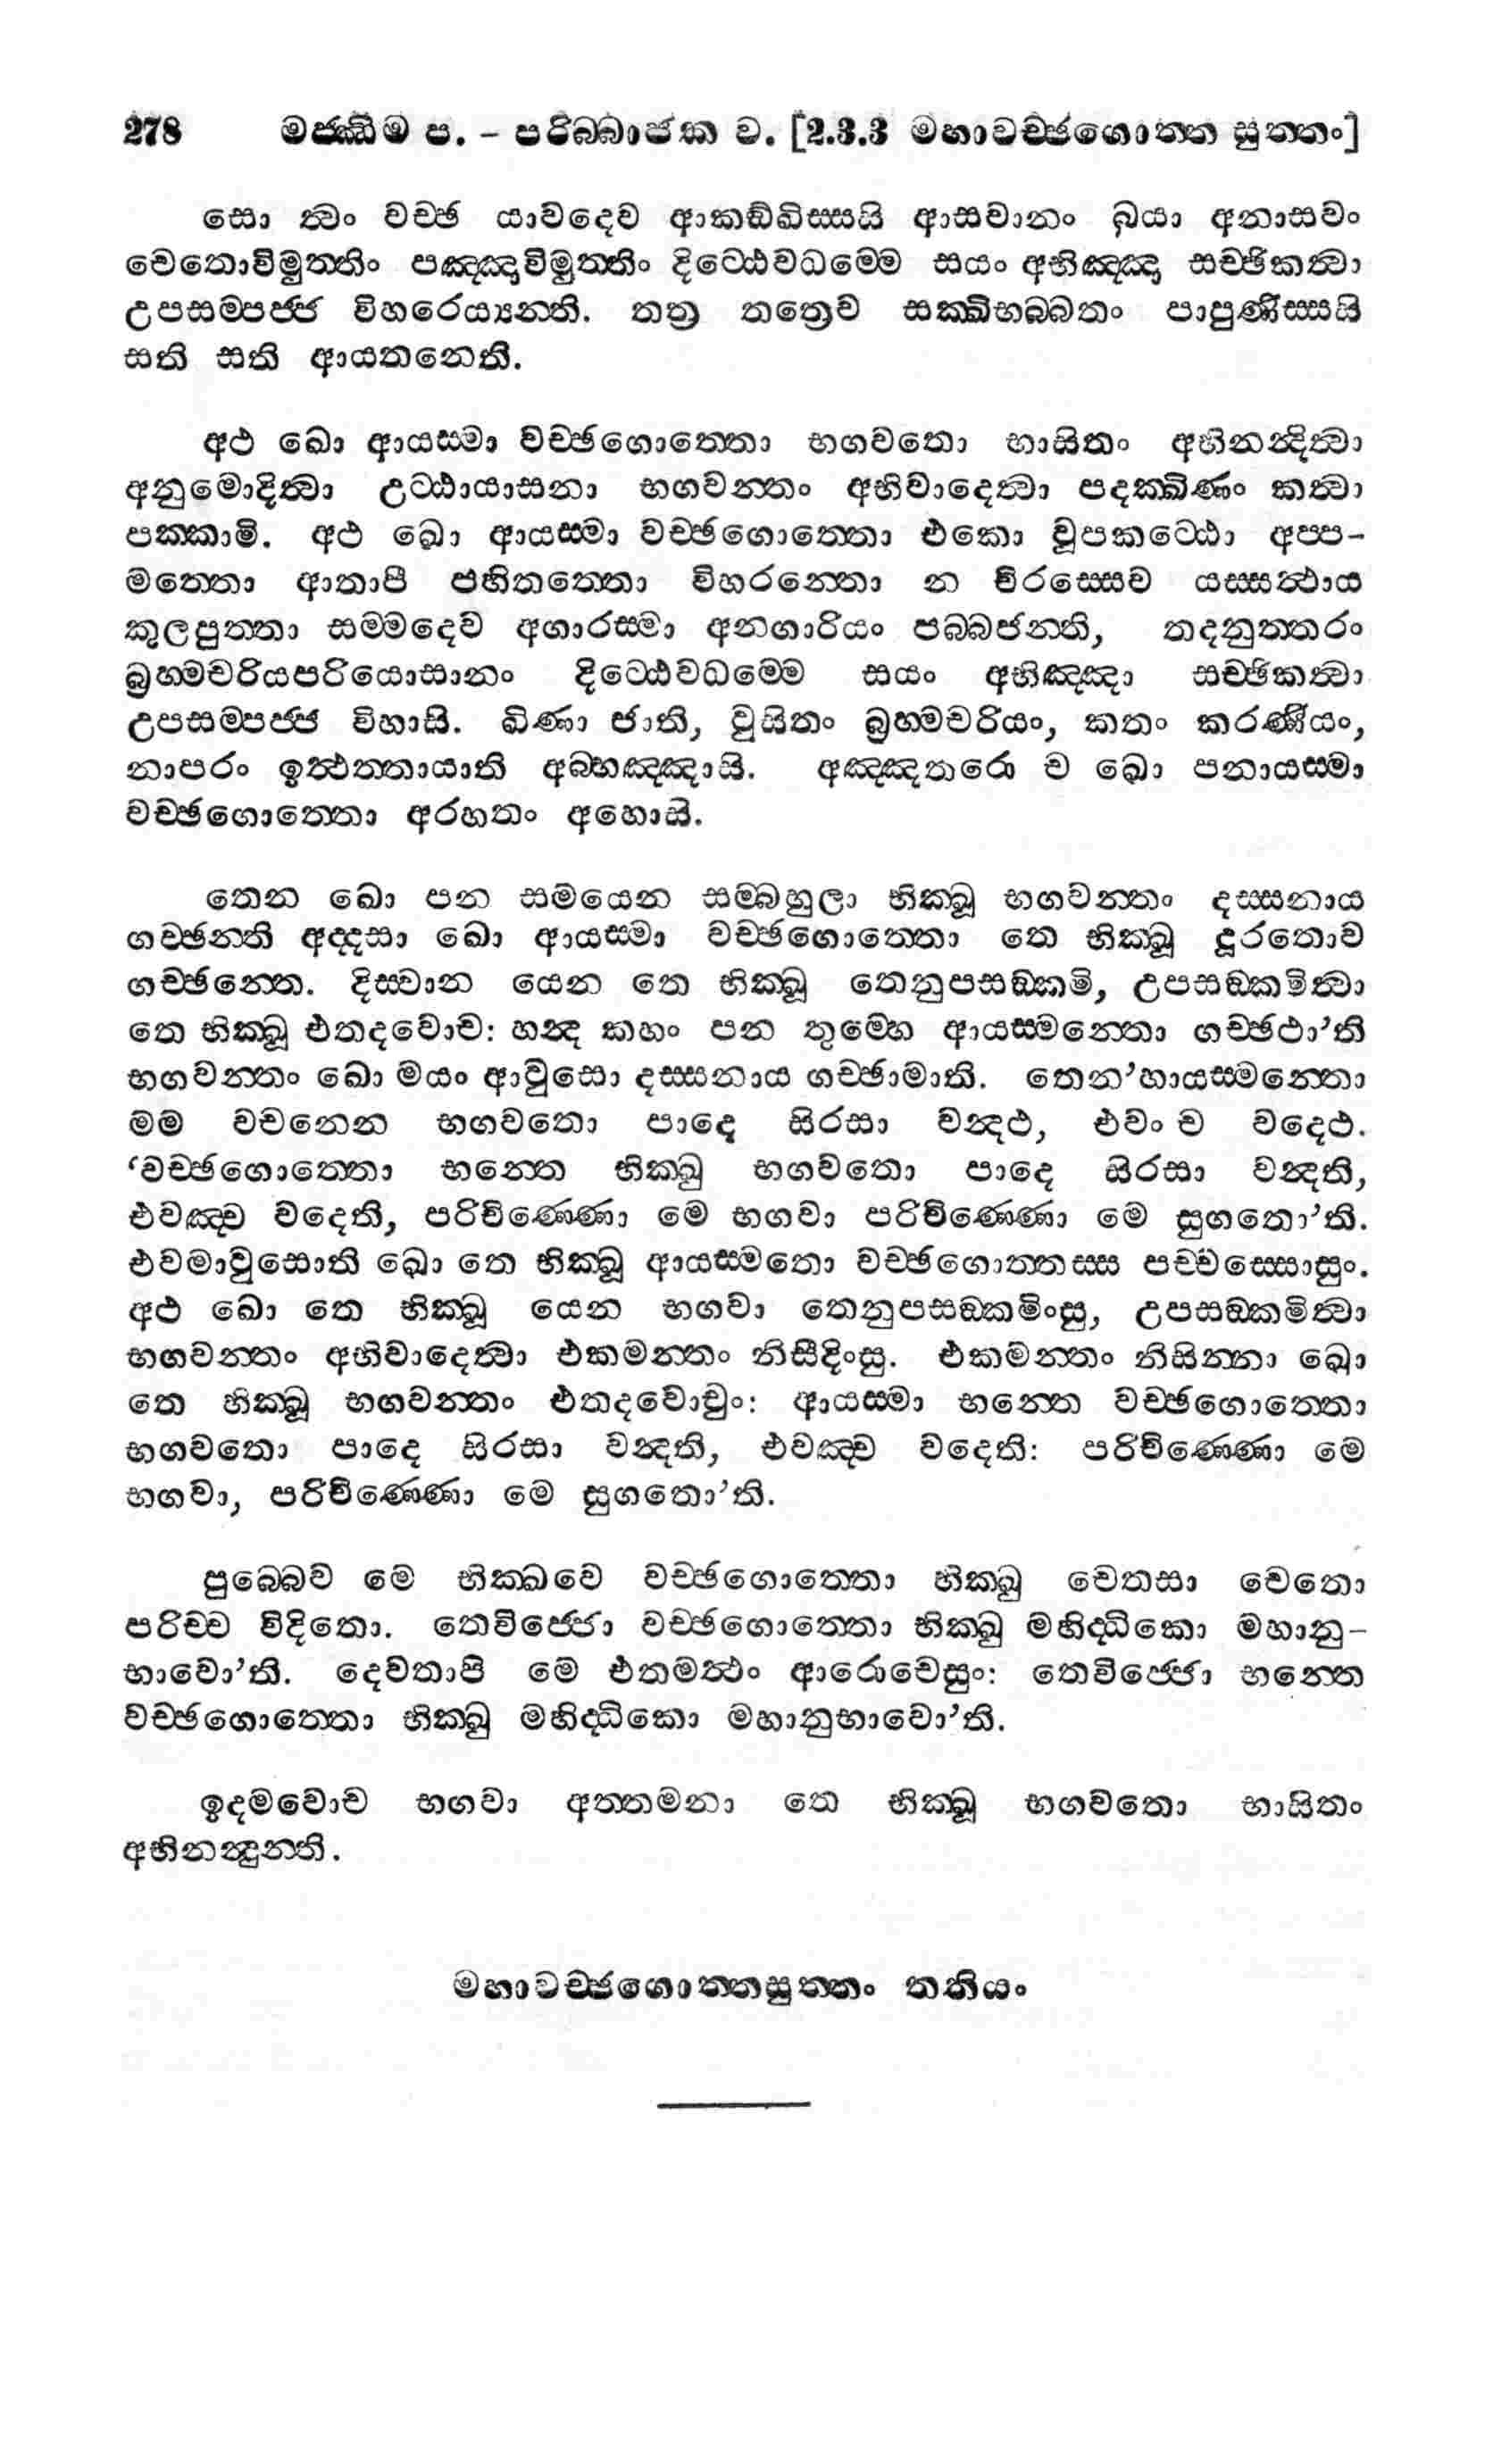 278 මජ්ඣිම ප. - පරිබ්බාජක ව. [2.3.3 මහාවච්ඡගොත්ත සුත්තං]
සො ත්වං වච්ඡ යාවදෙව ආකඞ්ඛිස්සසි ආසවානං ඛයා අනාසවං
චෙතොවිමුත්තිං පඤ්ඤාවිමුත්තිං දිට්ඨෙවධම්මෙ සයං අභිඤ්ඤා සච්ඡිකත්වා
උපසම්පජ්ජ විහරෙය්‍යන්ති. තත්‍ර තත්‍රෙව සක්ඛිභබ්බතං පාපුණිස්සසි
සති සති ආයතනෙති.
අථ ඛො ආයස්මා වච්ඡගොත්තො භගවතො භාසිතං අභිනන්දිත්වා
අනුමොදිත්වා උට්ඨායාසනා භගවන්තං අභිවාදෙත්වා පදක්ඛිණං කත්වා
පක්කාමි. අථ ඛො ආයස්මා වච්ඡගොත්තො එකො වූපකට්ඨො අප්ප-
මත්තො ආතාපී පහිතත්තො විහරන්තො න චිරස්සෙව යස්සත්ථාය
කුලපුත්තා සම්මදෙව අගාරස්මා අනගාරියං පබ්බජන්ති, තදනුත්තරං
බ්‍රහ්මචරියපරියොසානං දිට්ඨෙවධම්මෙ සයං අභිඤ්ඤා සච්ඡිකත්වා
උපසම්පජ්ජ විහාසි. ඛිණා ජාති, වුසිතං බ්‍රහ්මචරියං, කතං කරණීයං,
නාපරං ඉත්ථත්තායාති අබ්භඤ්ඤාසි. අඤ්ඤතරො ච ඛො පනායස්මා
වච්ඡගොත්තො අරහතං අහොසි.
තෙන ඛො පන සමයෙන සම්බහුලා භික්ඛූ භගවන්තං දස්සනාය
ගච්ඡන්ති අද්දසා ඛො ආයස්මා වච්ඡගොත්තො තෙ භික්ඛූ දූරතොව
ගච්ඡන්තෙ. දිස්වාන යෙන තෙ භික්ඛූ තෙනුපසඞ්කමි, උපසඞ්කමිත්වා
තෙ භික්ඛූ එතදවොච: හන්ද කහං පන තුම්හෙ ආයස්මන්තො ගච්ඡථා’ති
භගවන්තං ඛො මයං ආවුසො දස්සනාය ගච්ඡාමාති. තෙන’හායස්මන්තො
මම වචනෙන භගවතො පාදෙ සිරසා වන්දථ, එවං ච වදෙථ.
‘වච්ඡගොත්තො භන්තෙ භික්ඛු භගවතො පාදෙ සිරසා වන්දති,
එවඤ්ච වදෙති, පරිචිණ්ණො මෙ භගවා පරිචිණ්ණො මෙ සුගතො’ති.
එවමාවුසොති ඛො තෙ භික්ඛූ ආයස්මතො වච්ඡගොත්තස්ස පච්චස්සොසුං.
අථ ඛො තෙ භික්ඛූ යෙන භගවා තෙනුපසඞ්කමිංසු, උපසඞ්කමිත්වා
භගවන්තං අභිවාදෙත්වා එකමන්තං නිසීදිංසු. එකමන්තං නිසින්නා ඛො
තෙ භික්ඛූ භගවන්තං එතදවොචුං: ආයස්මා භන්තෙ වච්ඡගොත්තො
භගවතො පාදෙ සිරසා වන්දති, එවඤ්ච වදෙති: පරිචිණ්ණො මෙ
භගවා, පරිචිණ්ණො මෙ සුගතො’ති.
පුබ්බෙව මෙ භික්ඛවෙ වච්ඡගොත්තො භික්ඛු චෙතසා චෙතො
පරිච්ච විදිතො. තෙවිජ්ජො වච්ඡගොත්තො භික්ඛු මහිද්ධිකො මහානු-
භාවො’ති. දෙවතාපි මෙ එතමත්ථං ආරොචෙසුං: තෙවිජ්ජො භන්තෙ
වච්ඡගොත්තො භික්ඛු මහිද්ධිකො මහානුභාවො’ති.
ඉදමවොච භගවා අත්තමනා තෙ භික්ඛූ භගවතො භාසිතං
අභිනන්දුන්ති.
මහාවච්ඡගොත්තසුත්තං තතියං